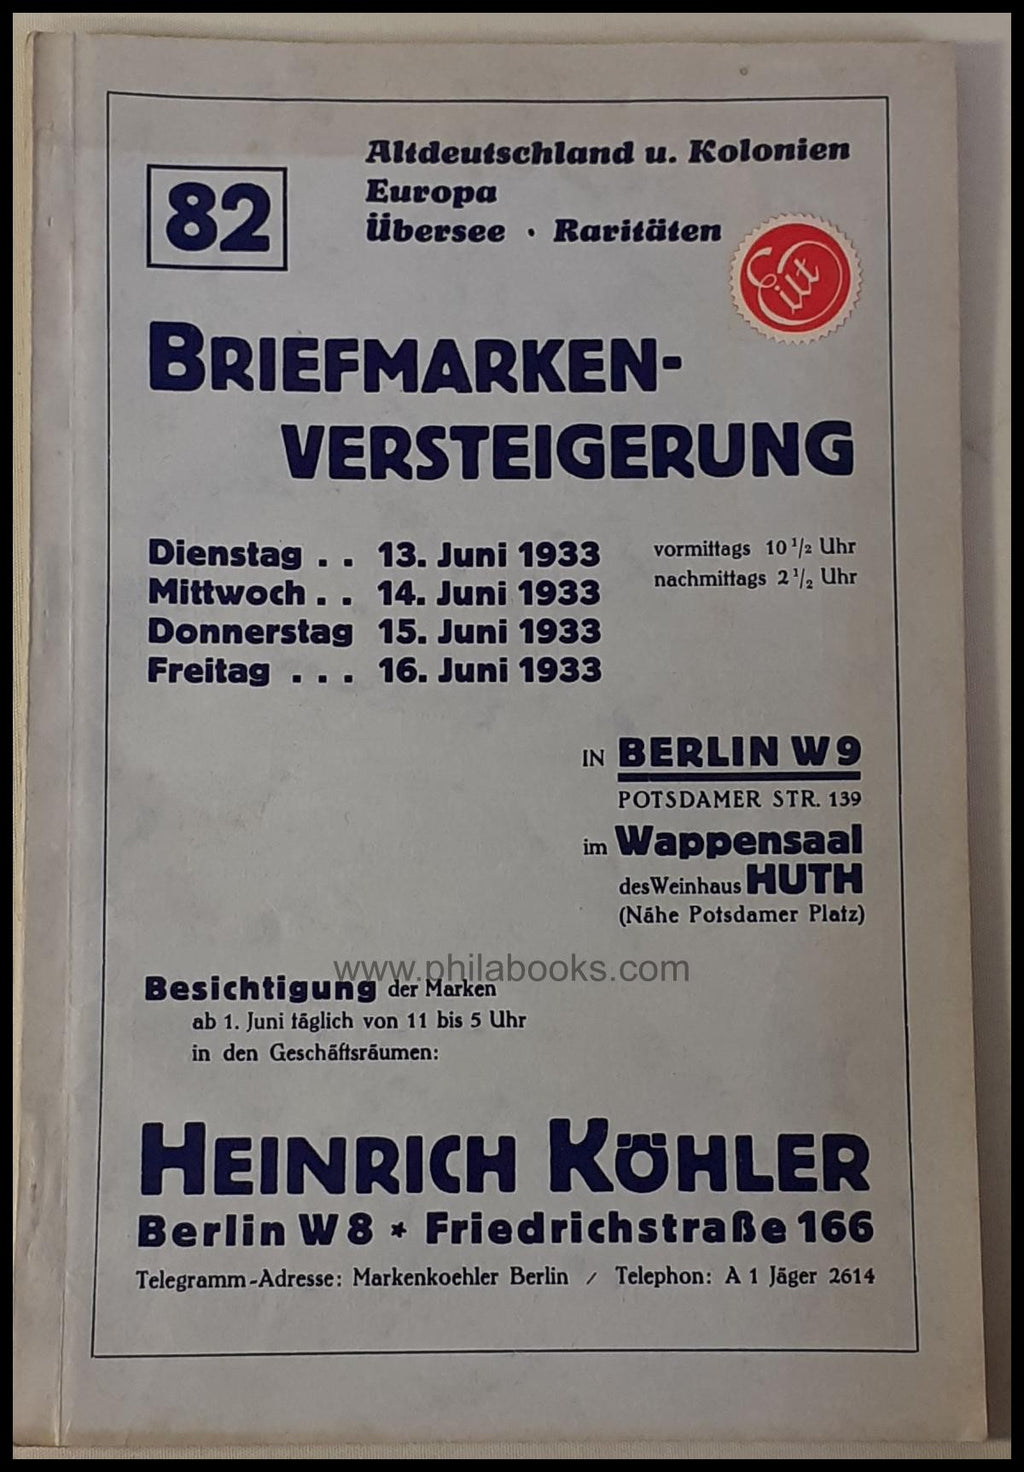 82
Altdeutschland u. Kolonien
Europa
Übersee · Raritäten
Eilt
BRIEFMARKEN-
VERSTEIGERUNG
Dienstag . . 13. Juni 1933
Mittwoch . . 14. Juni 1933
Donnerstag 15. Juni 1933
Freitag . . . 16. Juni 1933
vormittags 10 1/2 Uhr
nachmittags 2 1/2 Uhr
IN BERLIN W 9
POTSDAMER STR. 139
im Wappensaal
des Weinhaus HUTH
(Nähe Potsdamer Platz)
www.philabooks.com
Besichtigung der Marken
ab 1. Juni täglich von 11 bis 5 Uhr
in den Geschäftsräumen:
HEINRICH KÖHLER
Berlin W 8 * Friedrichstraße 166
Telegramm-Adresse: Markenkoehler Berlin / Telephon: A 1 Jäger 2614